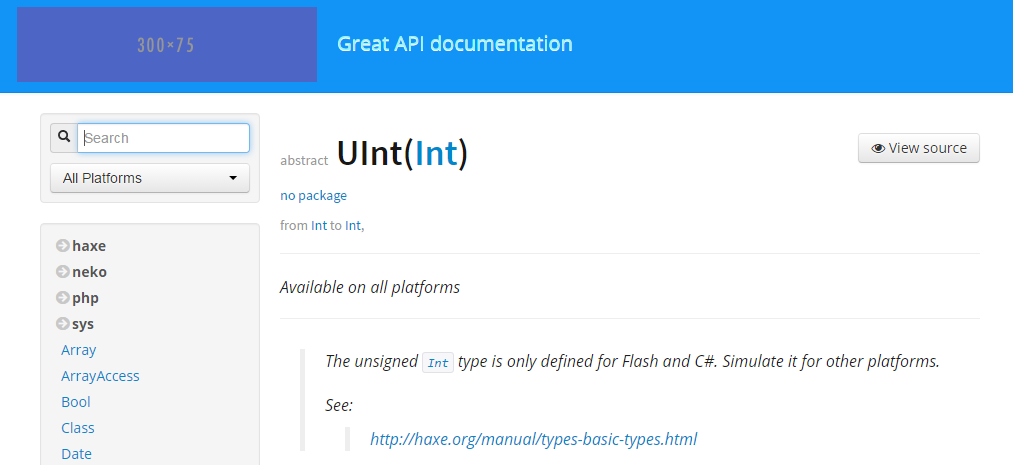 300×75
Great API documentation
Search
All Platforms
haxe
neko
php
sys
Array
ArrayAccess
Bool
Class
Date
abstract UInt(Int)
View source
no package
from Int to Int,
Available on all platforms
The unsigned Int type is only defined for Flash and C#. Simulate it for other platforms.
See:
http://haxe.org/manual/types-basic-types.html